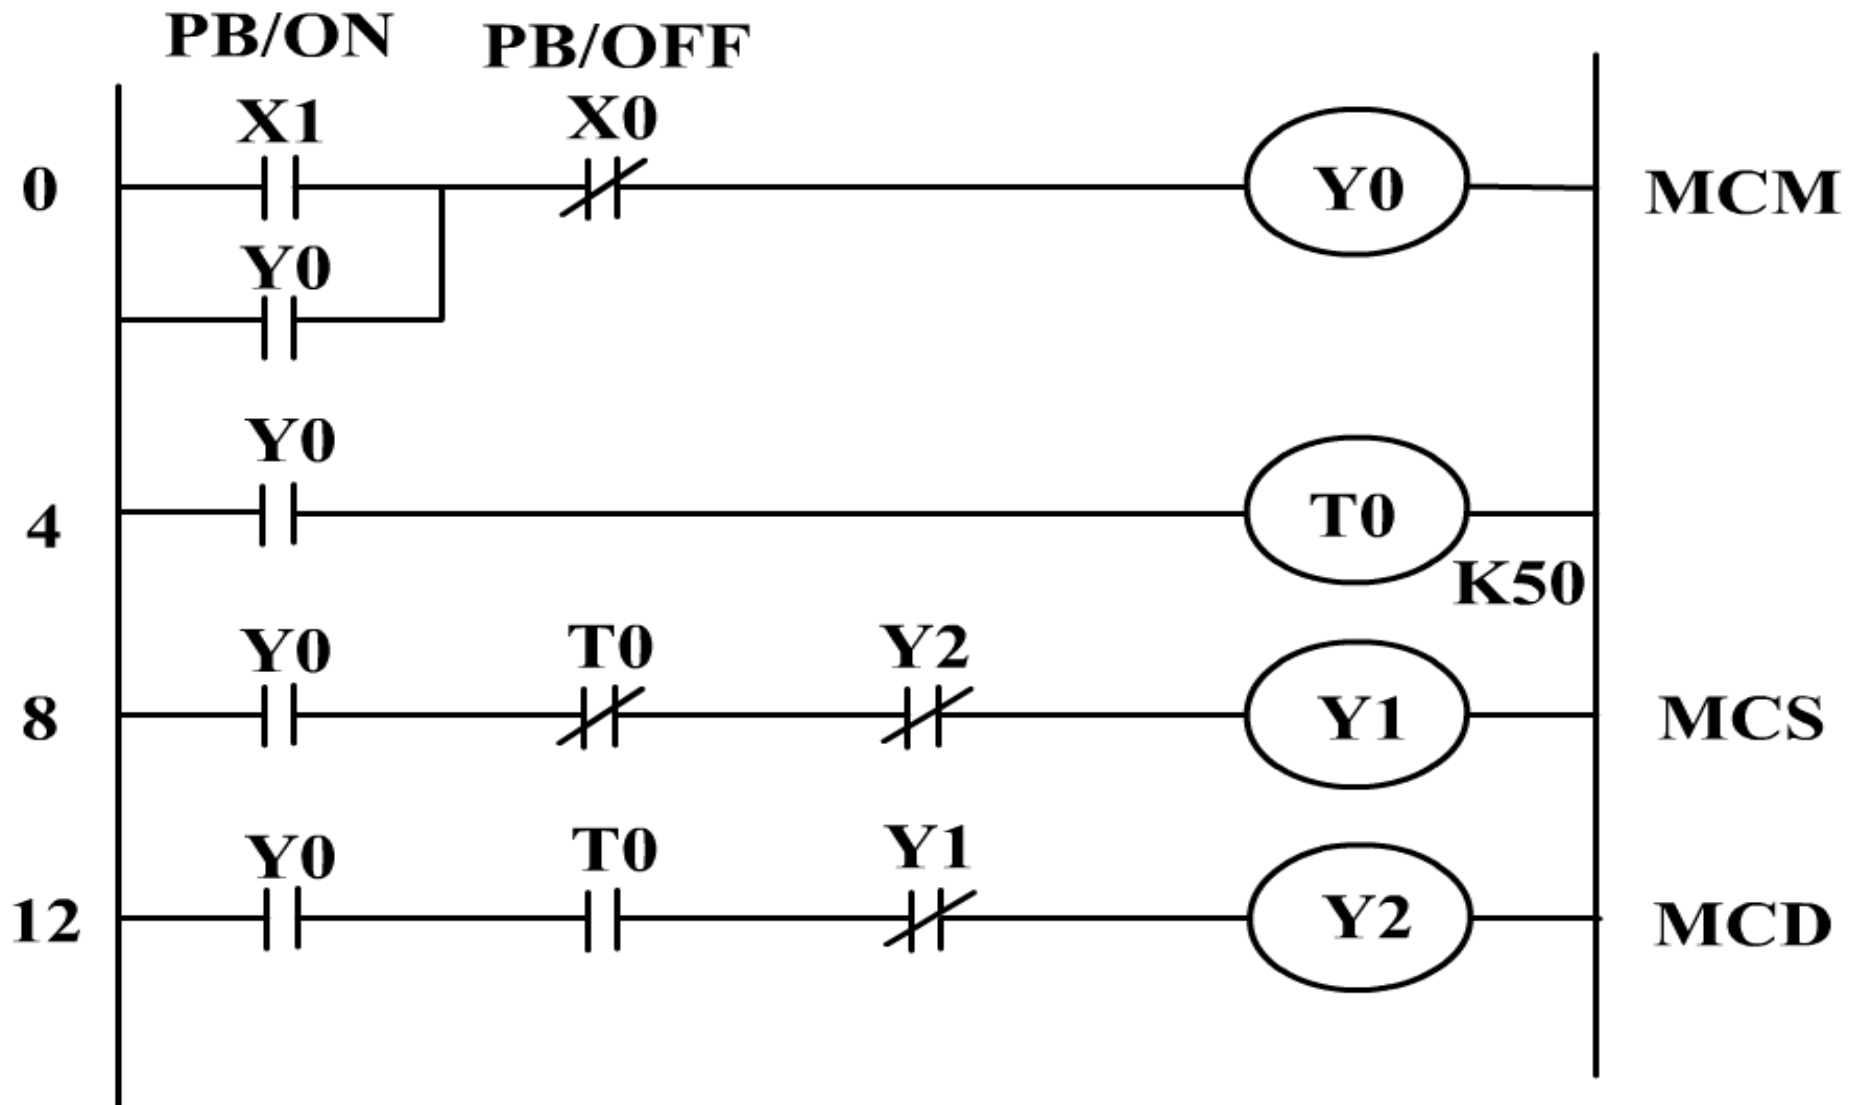 PB/ON PB/OFF
X1 X0
0 Y0 MCM
Y0
Y0
4 T0
K50
Y0 T0 Y2
8 Y1 MCS
Y0 T0 Y1
12 Y2 MCD